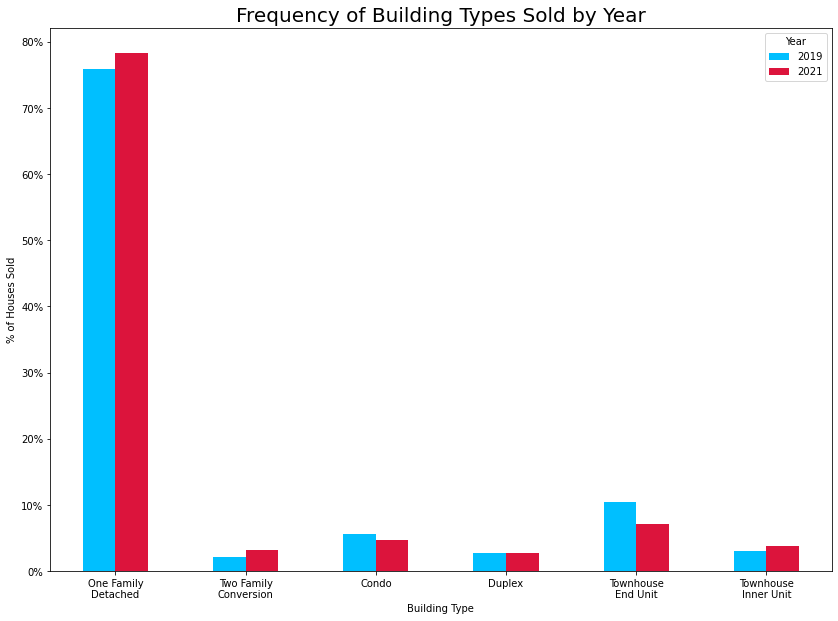 Frequency of Building Types Sold by Year
Year
2019
2021
80%
70%
60%
50%
40%
30%
20%
10%
0%
% of Houses Sold
One Family
Detached
Two Family
Conversion
Condo
Duplex
Townhouse
End Unit
Townhouse
Inner Unit
Building Type